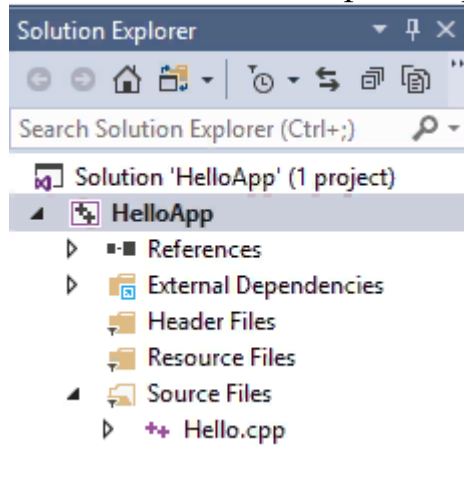 Solution Explorer
Search Solution Explorer (Ctrl+;)
Solution 'HelloApp' (1 project)
HelloApp
References
External Dependencies
Header Files
Resource Files
Source Files
Hello.cpp